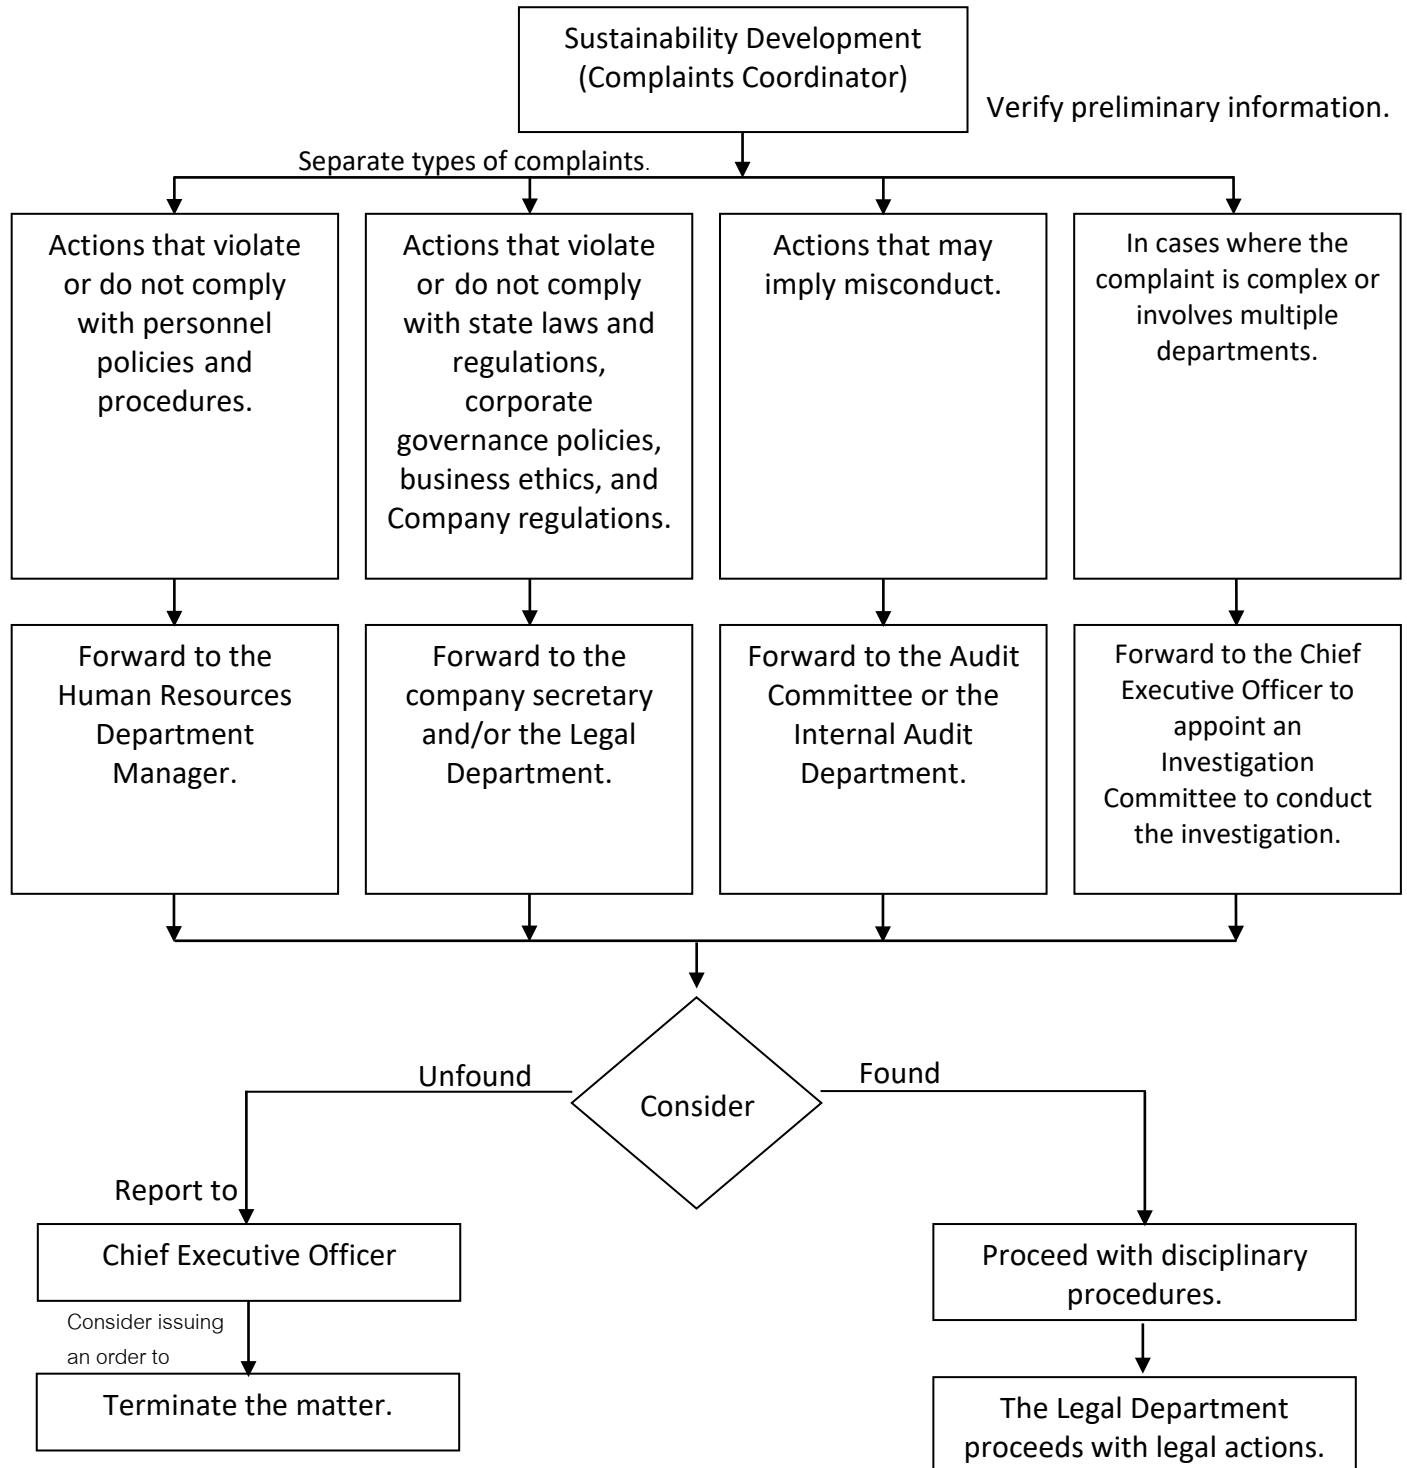 Sustainability Development
(Complaints Coordinator)
Verify preliminary information.
Separate types of complaints.
Actions that violate
or do not comply
with personnel
policies and
procedures.
Actions that violate
or do not comply
with state laws and
regulations,
corporate
governance policies,
business ethics, and
Company regulations.
Actions that may
imply misconduct.
In cases where the
complaint is complex or
involves multiple
departments.
Forward to the
Human Resources
Department
Manager.
Forward to the
company secretary
and/or the Legal
Department.
Forward to the Audit
Committee or the
Internal Audit
Department.
Forward to the Chief
Executive Officer to
appoint an
Investigation
Committee to conduct
the investigation.
Unfound
Found
Consider
Report to
Chief Executive Officer
Consider issuing
an order to
Terminate the matter.
Proceed with disciplinary
procedures.
The Legal Department
proceeds with legal actions.